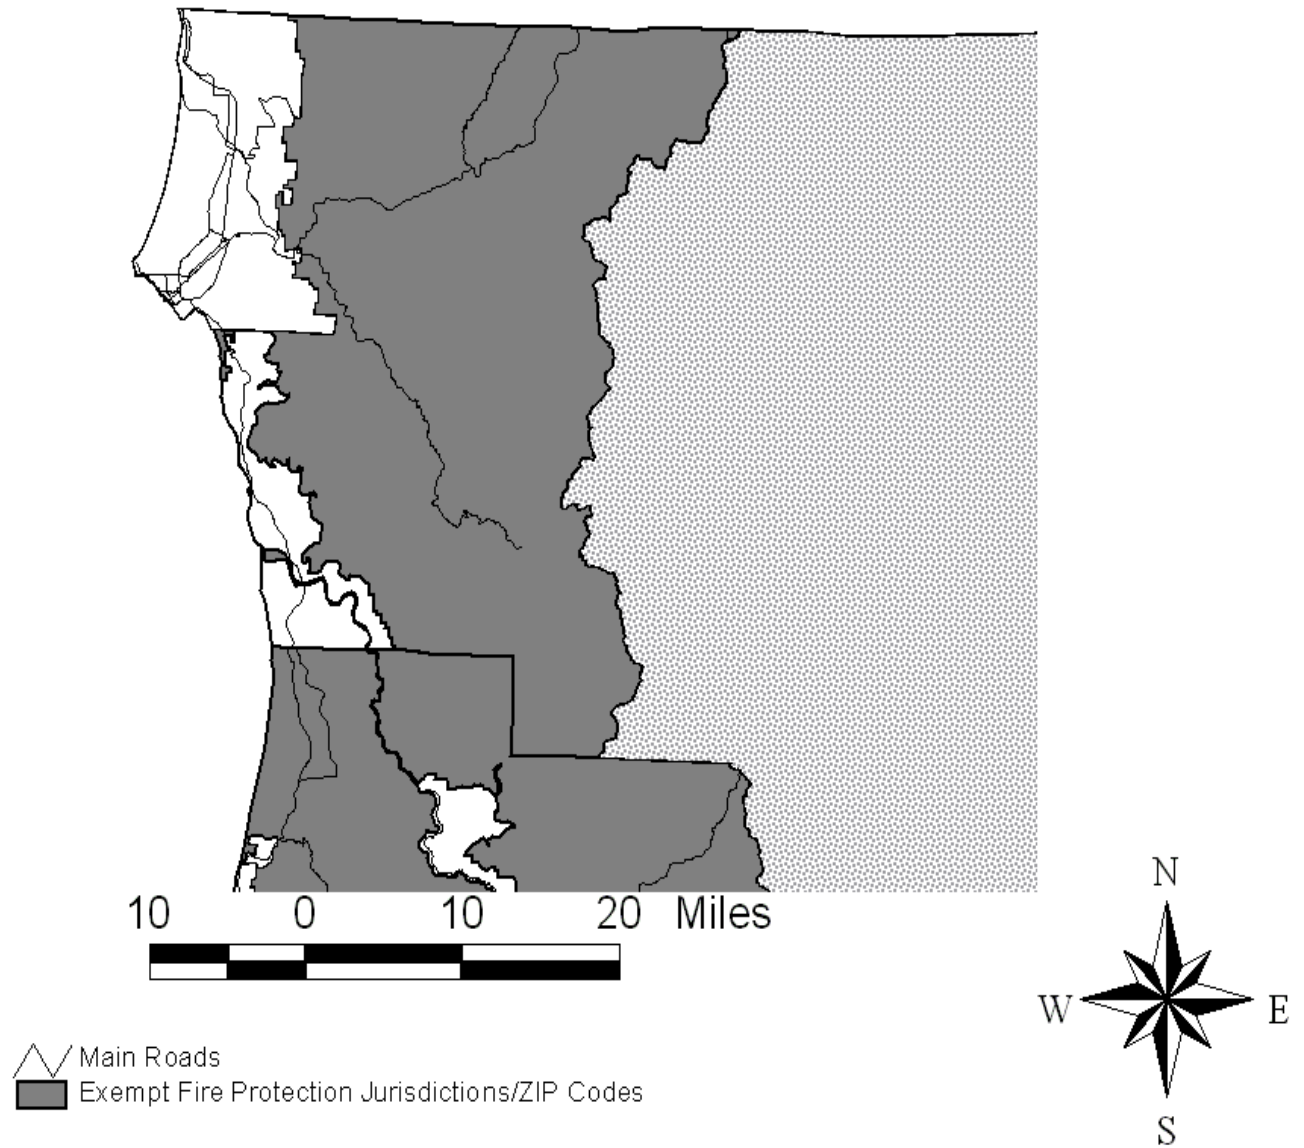 10 0 10 20 Miles
N
W E
S
Main Roads
Exempt Fire Protection Jurisdictions/ZIP Codes